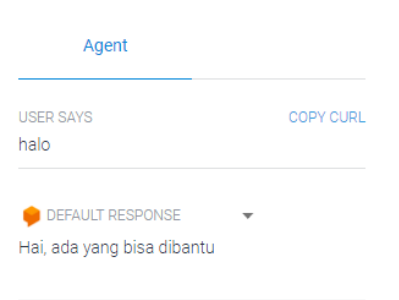 Agent
USER SAYS COPY CURL
halo
DEFAULT RESPONSE
Hai, ada yang bisa dibantu